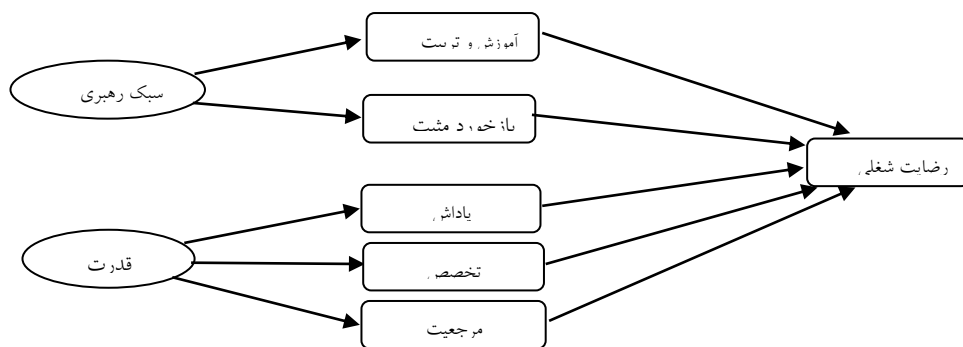 آموزش و تربیت
سبک رهبری
بازخورد مثبت
رضایت شغلی
پاداش
قدرت
تخصص
مرجعیت